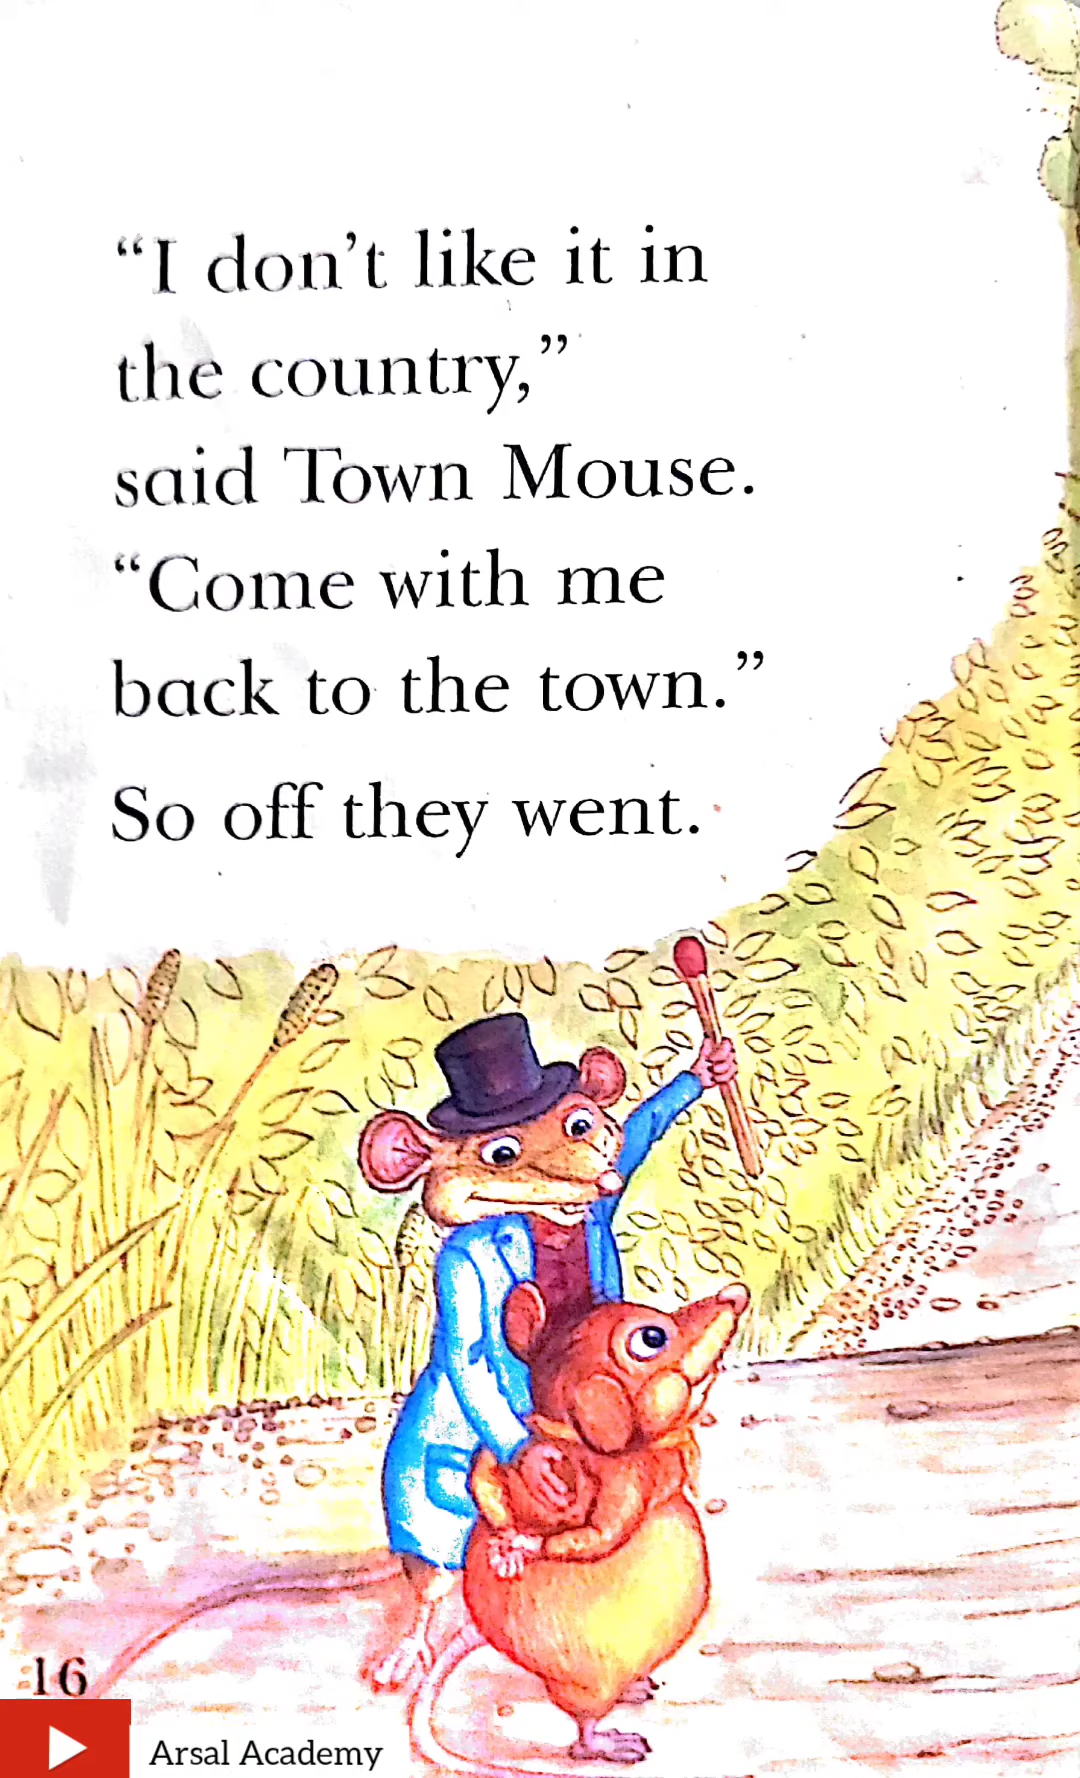 “I don’t like it in
the country,”
said Town Mouse.
“Come with me
back to the town.”
So off they went.
16
Arsal Academy